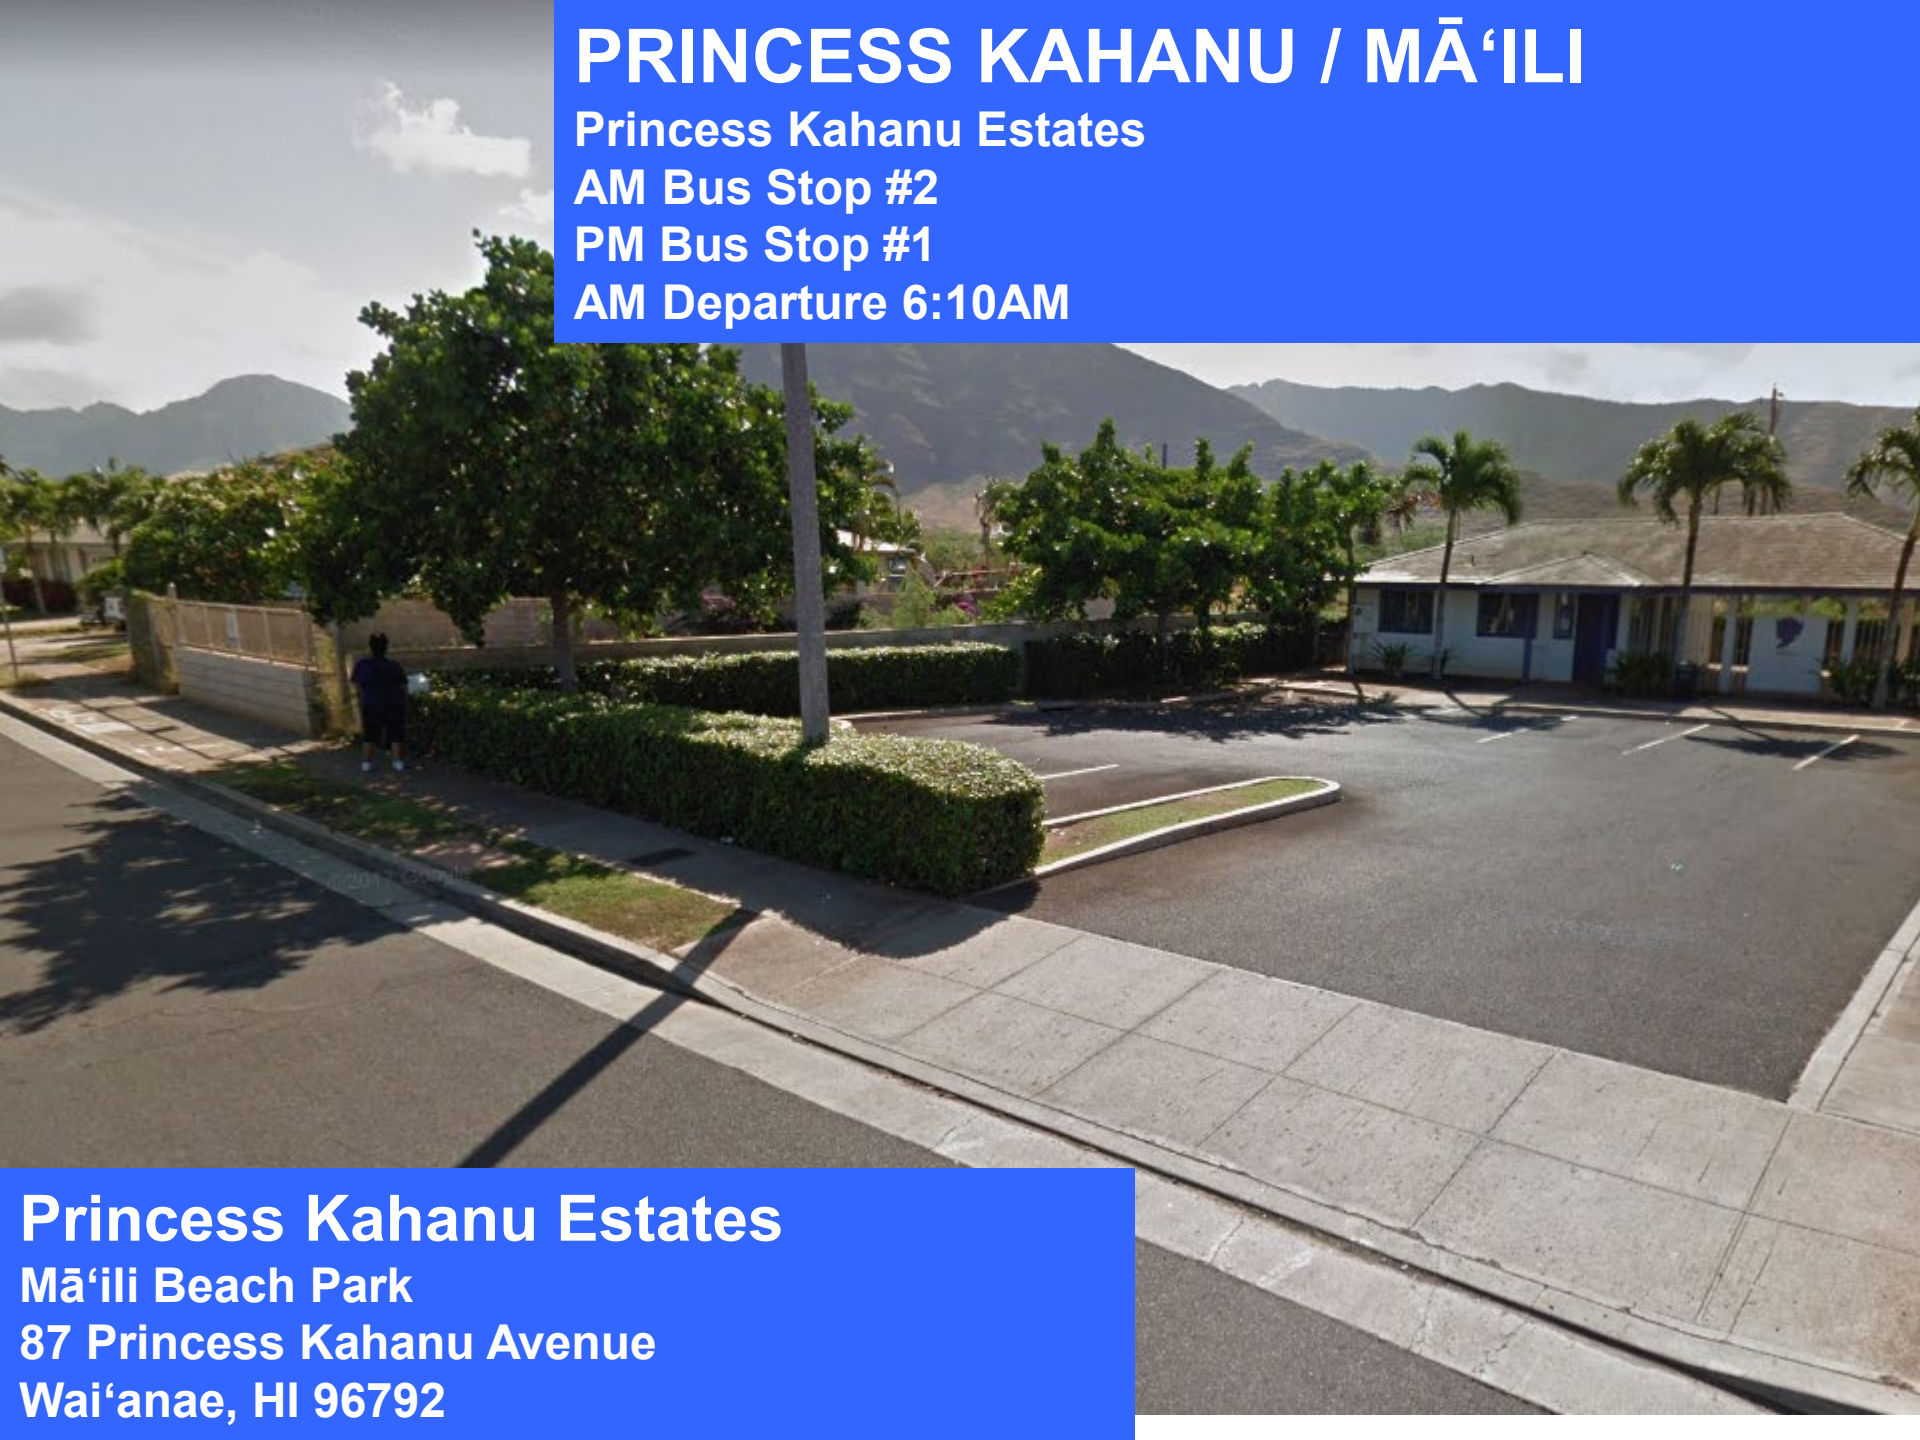 PRINCESS KAHANU / MĀʻILI
Princess Kahanu Estates
AM Bus Stop #2
PM Bus Stop #1
AM Departure 6:10AM
Princess Kahanu Estates
Māʻili Beach Park
87 Princess Kahanu Avenue
Waiʻanae, HI 96792